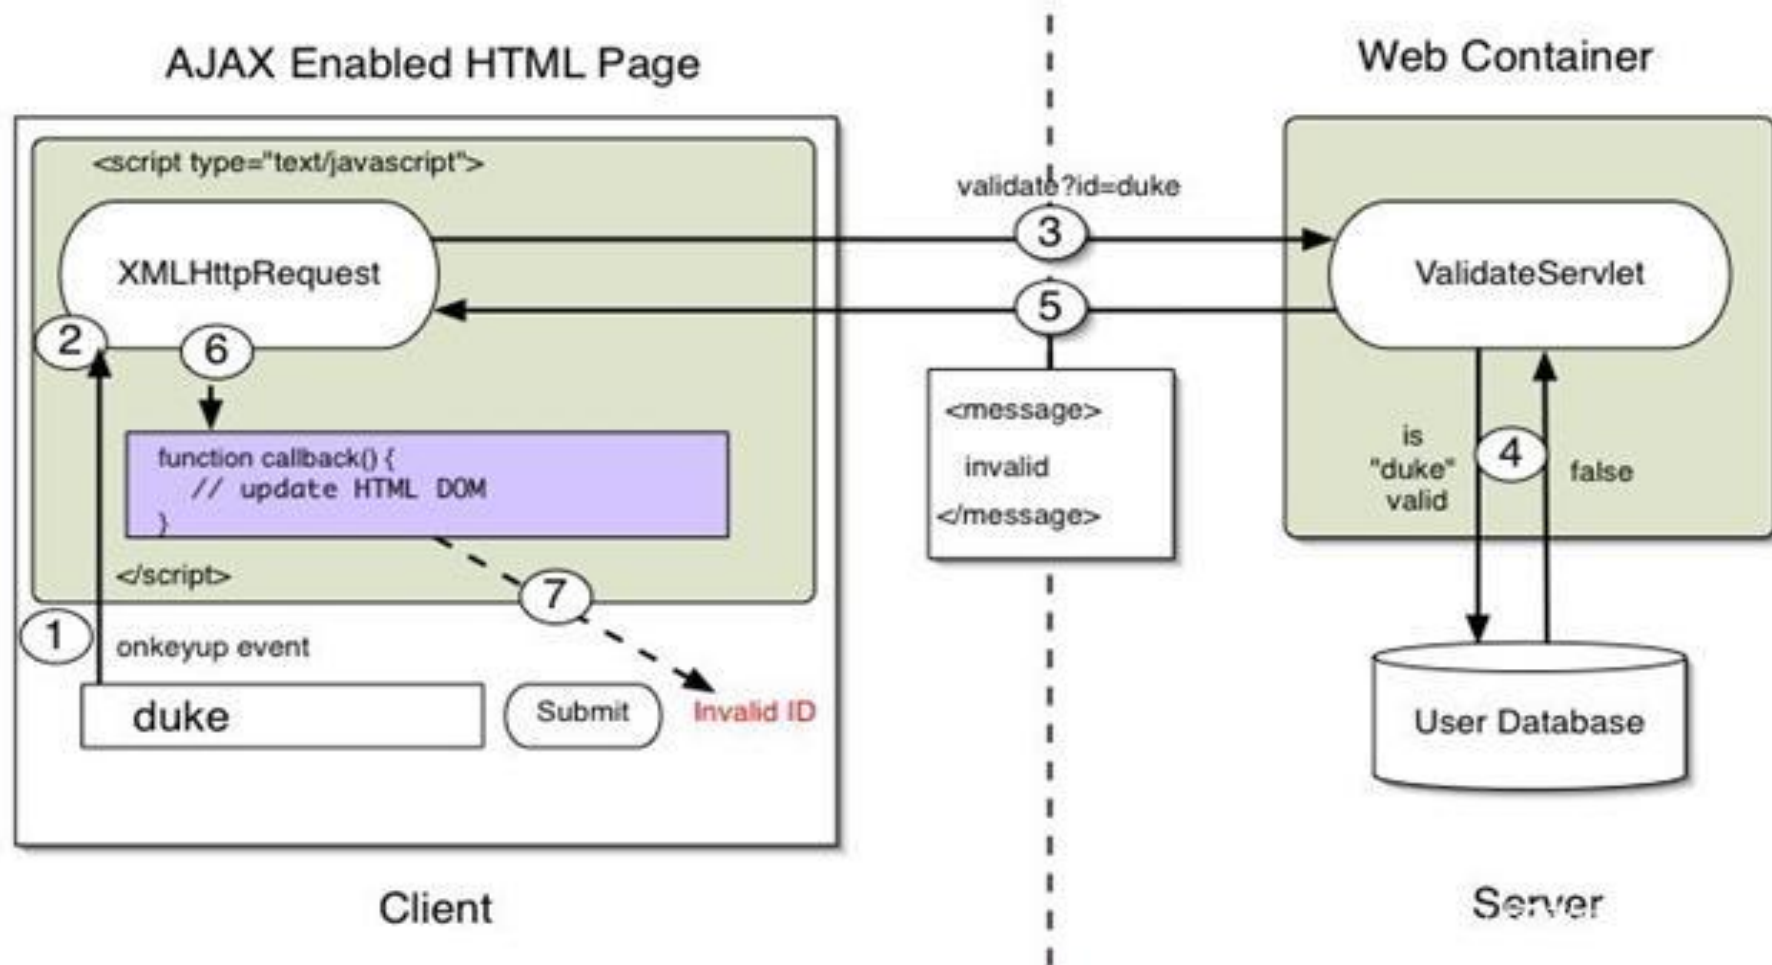 AJAX Enabled HTML Page
Web Container
<script type="text/javascript">
validate?id=duke
3
XMLHttpRequest
ValidateServlet
5
2
6
<message>
invalid
</message>
is
"duke"
valid
4
false
function callback() {
// update HTML DOM
}
</script>
7
1
onkeyup event
duke
Submit
Invalid ID
User Database
Client
Server